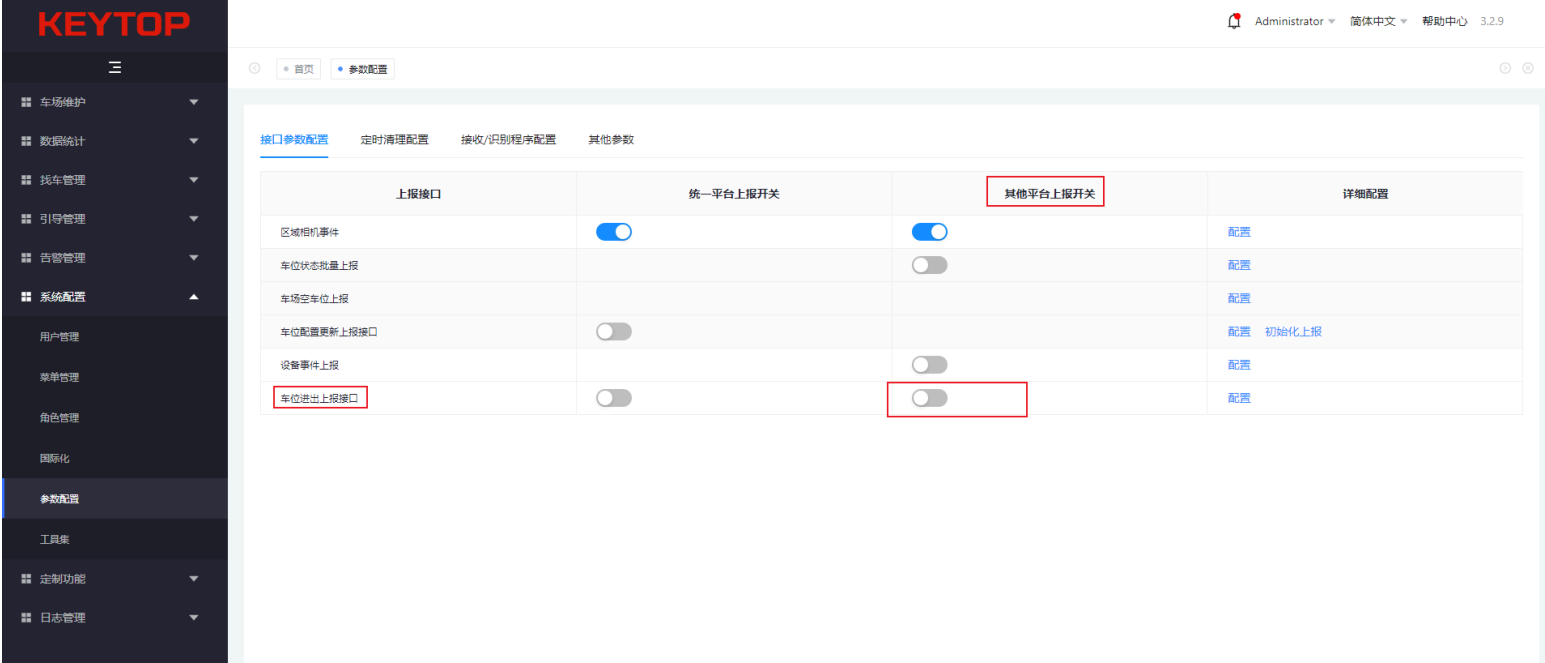 KEYTOP
Administrator 简体中文 帮助中心 3.2.9
首页 参数配置
车场维护
数据统计
找车管理
引导管理
告警管理
系统配置
用户管理
菜单管理
角色管理
国际化
参数配置
工具集
定制功能
日志管理
接口参数配置 定时清理配置 接收/识别程序配置 其他参数
上报接口 统一平台上报开关 其他平台上报开关 详细配置
区域相机事件 配置
车位状态批量上报 配置
车场空车位上报 配置
车位配置更新上报接口 配置 初始化上报
设备事件上报 配置
车位进出上报接口 配置